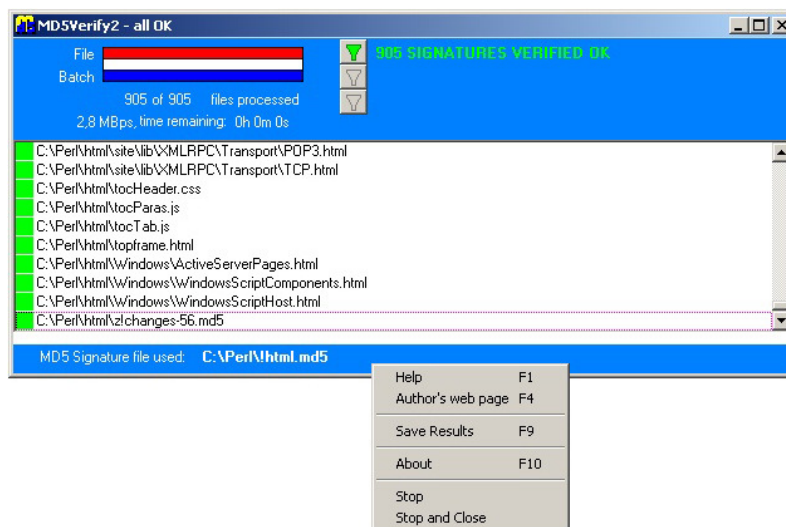 MD5Verify2 - all OK
File
905 SIGNATURES VERIFIED OK
Batch
905 of 905 files processed
2,8 MBps, time remaining: 0h 0m 0s
C:\Perl\html\site\lib\XMLRPC\Transport\POP3.html
C:\Perl\html\site\lib\XMLRPC\Transport\TCP.html
C:\Perl\html\tocHeader.css
C:\Perl\html\tocParas.js
C:\Perl\html\tocTab.js
C:\Perl\html\topframe.html
C:\Perl\html\Windows\ActiveServerPages.html
C:\Perl\html\Windows\WindowsScriptComponents.html
C:\Perl\html\Windows\WindowsScriptHost.html
C:\Perl\html\z!changes-56.md5
MD5 Signature file used: C:\Perl\!html.md5
Help F1
Author's web page F4
Save Results F9
About F10
Stop
Stop and Close